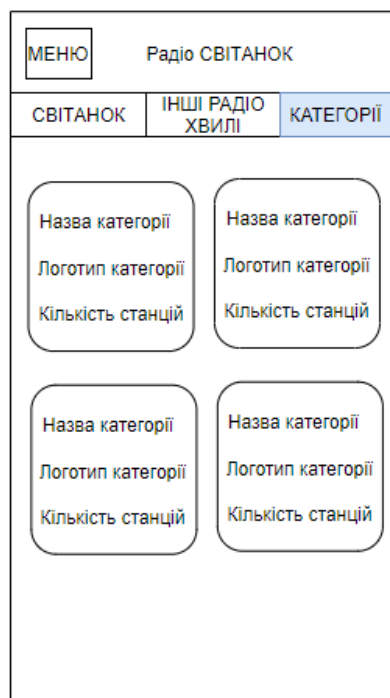 МЕНЮ
Радіо СВІТАНОК
СВІТАНОК
ІНШІ РАДІО
ХВИЛІ
КАТЕГОРІЇ
Назва категорії
Логотип категорії
Кількість станцій
Назва категорії
Логотип категорії
Кількість станцій
Назва категорії
Логотип категорії
Кількість станцій
Назва категорії
Логотип категорії
Кількість станцій